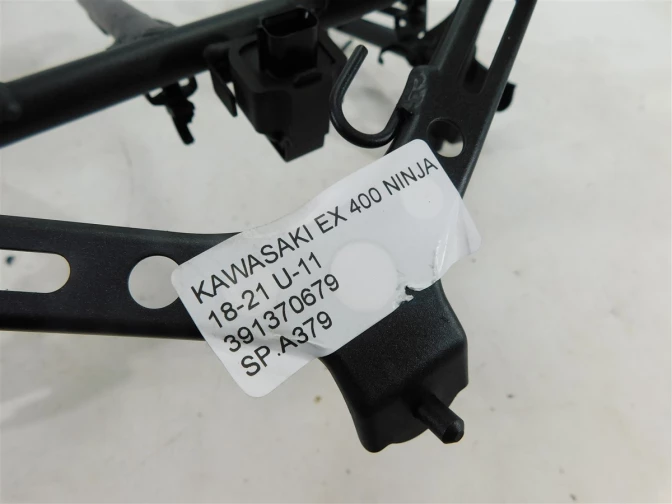 KAWASAKI EX 400 NINJA
18-21 U-11
391370679
SP.A379